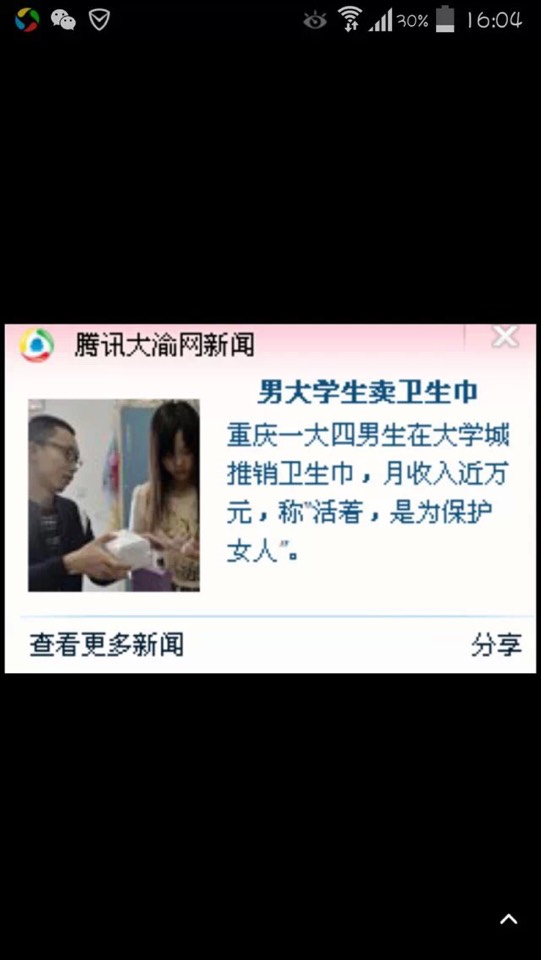 30% 16:04
腾讯大渝网新闻
男大学生卖卫生巾
重庆一大四男生在大学城
推销卫生巾，月收入近万
元，称“活着，是为保护
女人”。
查看更多新闻 分享